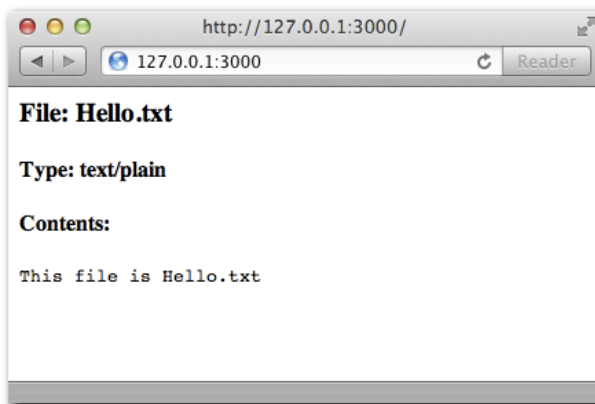 http://127.0.0.1:3000/
127.0.0.1:3000
Reader
File: Hello.txt
Type: text/plain
Contents:
This file is Hello.txt